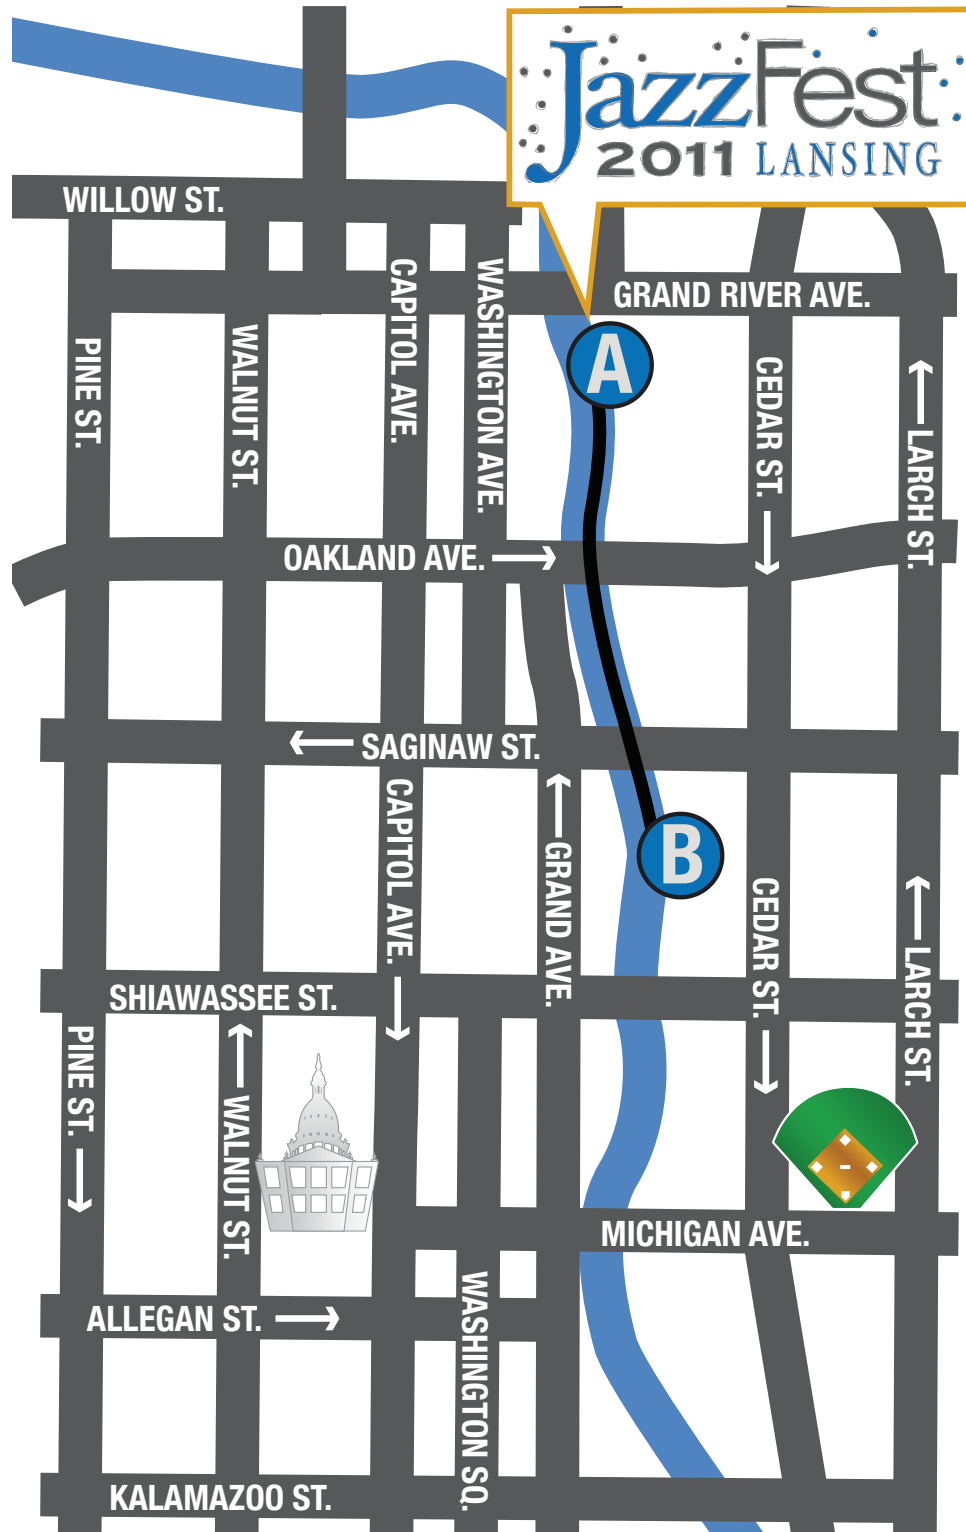 JazzFest
2011 LANSING
WILLOW ST.
GRAND RIVER AVE.
CAPITOL AVE.
WASHINGTON AVE.
PINE ST.
WALNUT ST.
A
CEDAR ST.
LARCH ST.
OAKLAND AVE.
SAGINAW ST.
CAPITOL AVE.
GRAND AVE.
B
CEDAR ST.
LARCH ST.
SHIAWASSEE ST.
PINE ST.
WALNUT ST.
MICHIGAN AVE.
ALLEGAN ST.
WASHINGTON SQ.
KALAMAZOO ST.